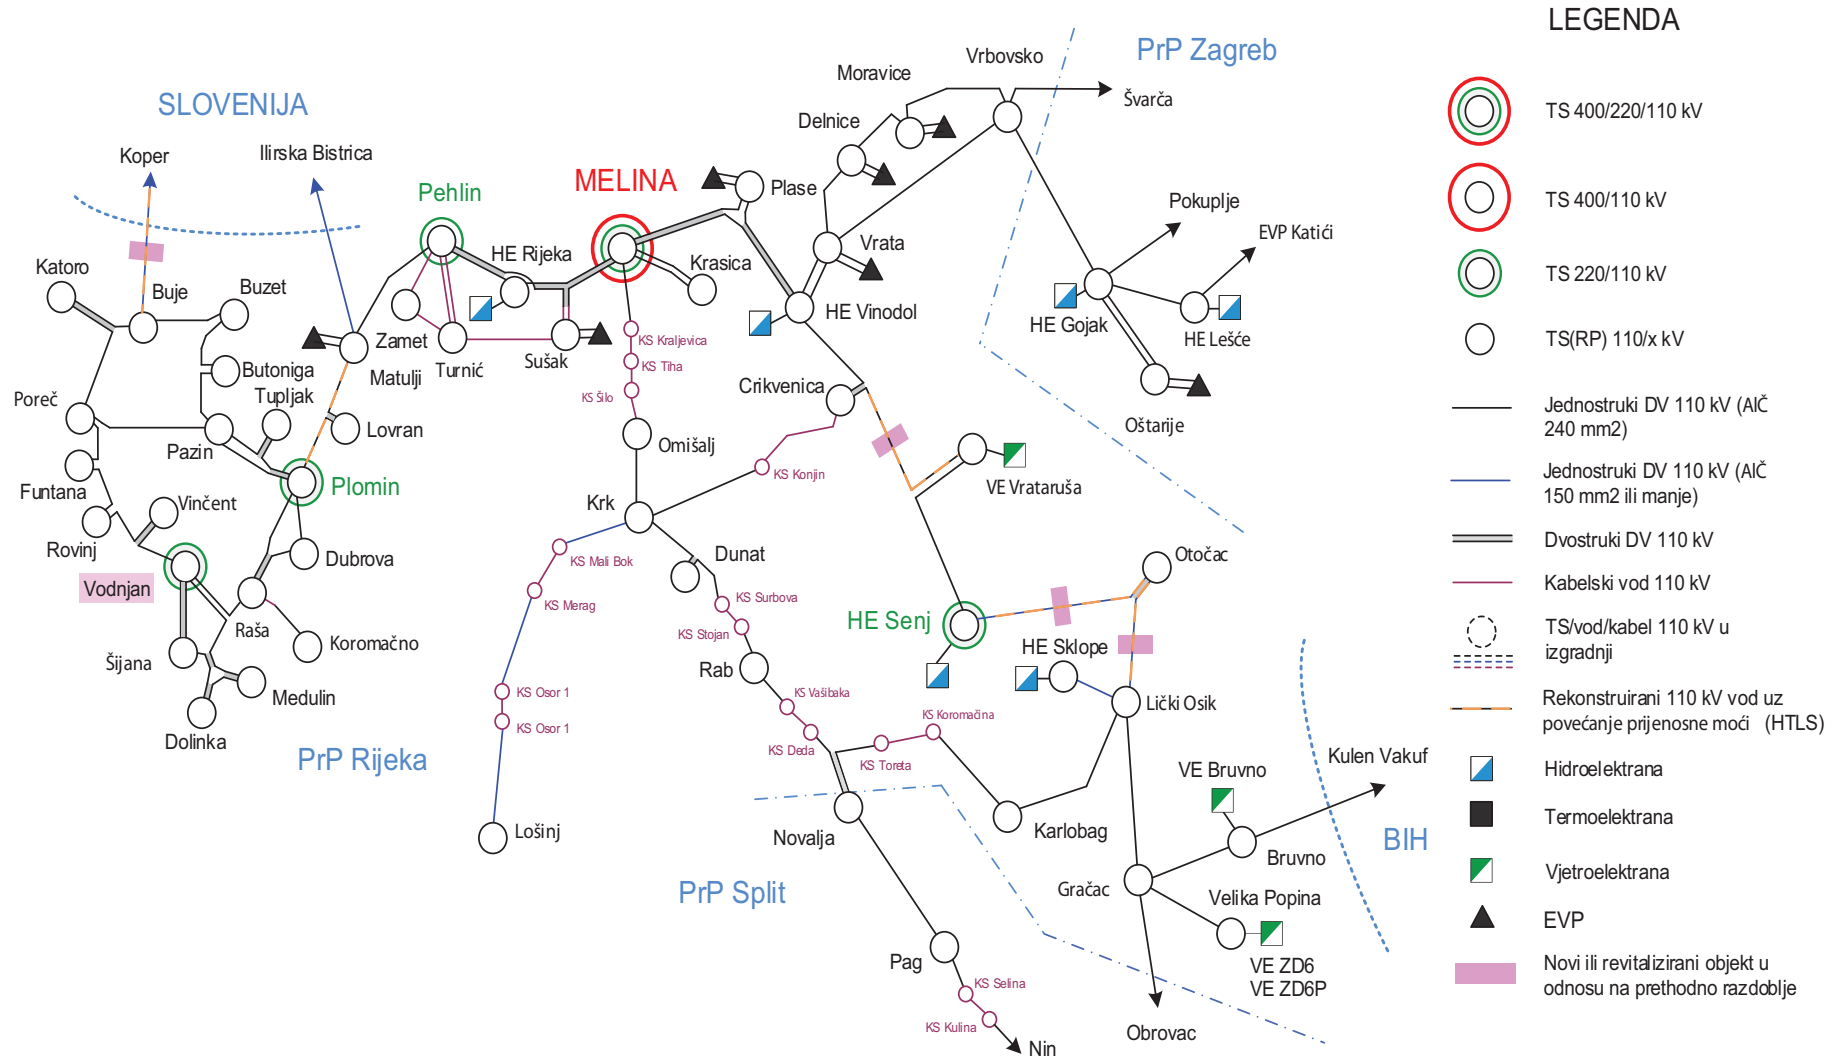 LEGENDA
PrP Zagreb
Vrbovsko
Moravice
Švarča
Delnice
SLOVENIJA
Koper
Ilirska Bistrica
Pehlin
MELINA
Plase
Pokuplje
EVP Katići
HE Rijeka
Vrata
Krasica
Katoro
Buje
Buzet
HE Vinodol
HE Gojak
HE Lešće
Zamet
Matulji
Turnić
Sušak
KS Kraljevica
KS Tiha
KS Šilo
Butoniga
Tupljak
Crikvenica
Poreč
Lovran
Oštarije
Pazin
Omišalj
KS Konjin
Funtana
Plomin
VE Vrataruša
Vinčent
Krk
Rovinj
Dubrova
KS Mali Bok
Dunat
Otočac
Vodnjan
KS Merag
KS Surbova
KS Stojan
HE Senj
Raša
Koromačno
HE Sklope
Šijana
Rab
Medulin
KS Osor 1
KS Vašibaka
Lički Osik
KS Koromačina
Dolinka
KS Osor 1
KS Deda
KS Toreta
PrP Rijeka
VE Bruvno
Kulen Vakuf
Lošinj
Novalja
Karlobag
Bruvno
BIH
PrP Split
Gračac
Velika Popina
Pag
VE ZD6
VE ZD6P
KS Selina
KS Kulina
Nin
Obrovac
TS 400/220/110 kV
TS 400/110 kV
TS 220/110 kV
TS(RP) 110/x kV
Jednostruki DV 110 kV (AlČ
240 mm2)
Jednostruki DV 110 kV (AlČ
150 mm2 ili manje)
Dvostruki DV 110 kV
Kabelski vod 110 kV
TS/vod/kabel 110 kV u
izgradnji
Rekonstruirani 110 kV vod uz
povećanje prijenosne moći (HTLS)
Hidroelektrana
Termoelektrana
Vjetroelektrana
EVP
Novi ili revitalizirani objekt u
odnosu na prethodno razdoblje